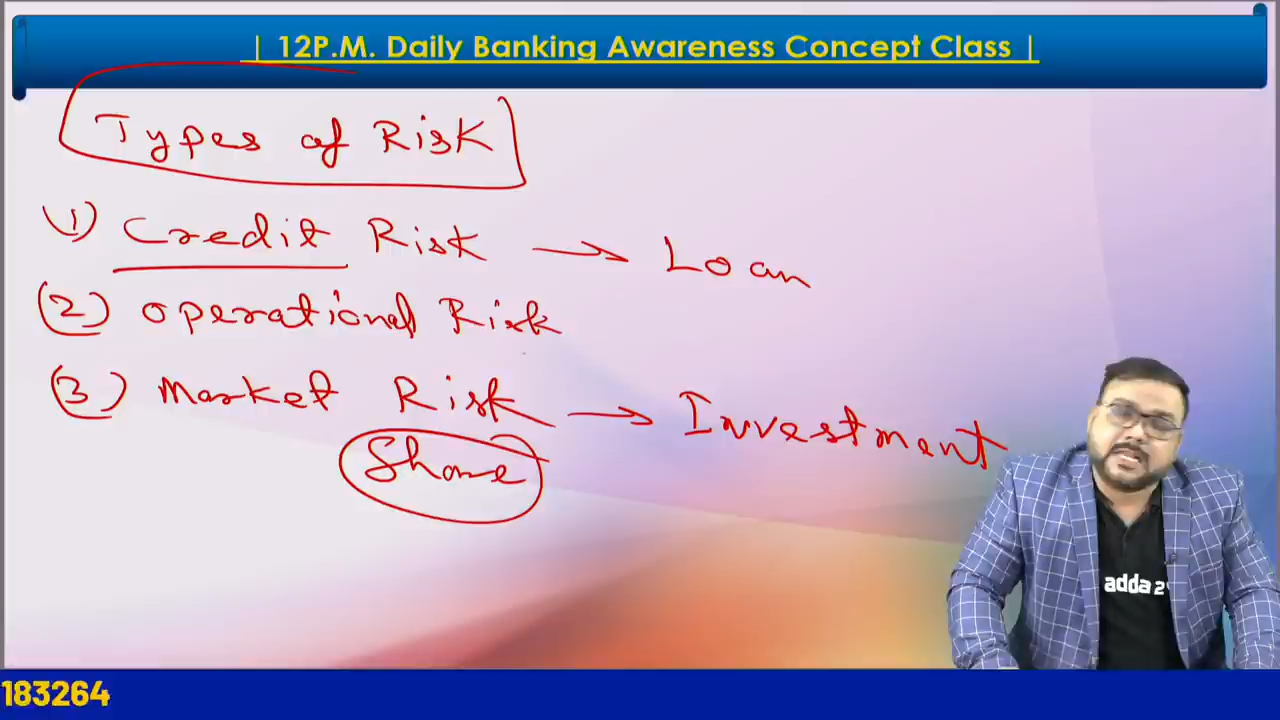 | 12P.M. Daily Banking Awareness Concept Class |
Types of Risk
1) Credit Risk → Loan
(2) Operational Risk
(3) Market Risk → Investment
Share
adda 2
183264